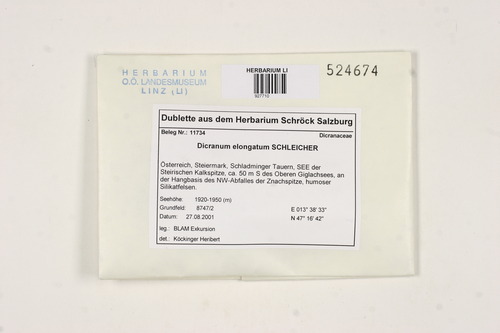 HERBARIUM
O.Ö. LANDESMUSEUM
LINZ (LI)
HERBARIUM LI
927710
524674
Dublette aus dem Herbarium Schröck Salzburg
Beleg Nr.: 11734 Dicranaceae
Dicranum elongatum SCHLEICHER
Österreich, Steiermark, Schladminger Tauern, SEE der
Steirischen Kalkspitze, ca. 50 m S des Oberen Giglachsees, an
der Hangbasis des NW-Abfalles der Znachspitze, humoser
Silikatfelsen.
Seehöhe: 1920-1950 (m)
Grundfeld: 8747/2 E 013° 38' 33"
Datum: 27.08.2001 N 47° 16' 42"
leg.: BLAM Exkursion
det.: Köckinger Heribert